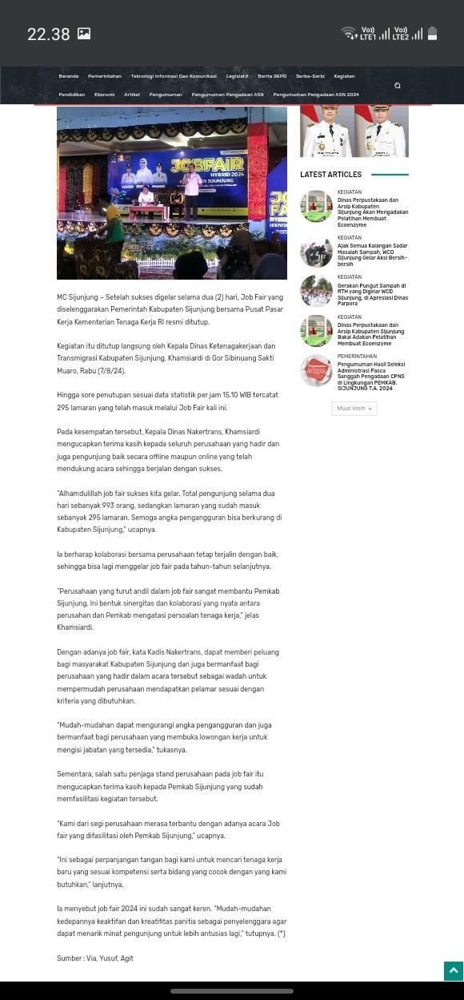 22.38
Vo))
LTE1
Vo))
LTE2
Beranda Pemerintahan Teknologi Informasi Dan Komunikasi Legislatif Berita SKPD Serba-Serbi Kegiatan
Pendidikan Ekonomi Artikel Pengumuman Pengumuman Pengadaan ASN Pengumuman Pengadaan ASN 2024
JOBFAIR
HYBRID 2024
MC Sijunjung – Setelah sukses digelar selama dua (2) hari, Job Fair yang
diselenggarakan Pemerintah Kabupaten Sijunjung bersama Pusat Pasar
Kerja Kementerian Tenaga Kerja RI resmi ditutup.
Kegiatan itu ditutup langsung oleh Kepala Dinas Ketenagakerjaan dan
Transmigrasi Kabupaten Sijunjung, Khamsiardi di Gor Sibinuang Sakti
Muaro, Rabu (7/8/24).
Hingga sore penutupan sesuai data statistik per jam 15.10 WIB tercatat
295 lamaran yang telah masuk melalui Job Fair kali ini.
Pada kesempatan tersebut, Kepala Dinas Nakertrans, Khamsiardi
mengucapkan terima kasih kepada seluruh perusahaan yang hadir dan
juga pengunjung baik secara offline maupun online yang telah
mendukung acara sehingga berjalan dengan sukses.
"Alhamdulillah job fair sukses kita gelar. Total pengunjung selama dua
hari sebanyak 993 orang, sedangkan lamaran yang sudah masuk
sebanyak 295 lamaran. Semoga angka pengangguran bisa berkurang di
Kabupaten Sijunjung," ucapnya.
Ia berharap kolaborasi bersama perusahaan tetap terjalin dengan baik,
sehingga bisa lagi menggelar job fair pada tahun-tahun selanjutnya.
"Perusahaan yang turut andil dalam job fair sangat membantu Pemkab
Sijunjung. Ini bentuk sinergitas dan kolaborasi yang nyata antara
perusahan dan Pemkab mengatasi persoalan tenaga kerja," jelas
Khamsiardi.
Dengan adanya job fair, kata Kadis Nakertrans, dapat memberi peluang
bagi masyarakat Kabupaten Sijunjung dan juga bermanfaat bagi
perusahaan yang hadir dalam acara tersebut sebagai wadah untuk
mempermudah perusahaan mendapatkan pelamar sesuai dengan
kriteria yang dibutuhkan.
"Mudah-mudahan dapat mengurangi angka pengangguran dan juga
bermanfaat bagi perusahaan yang membuka lowongan kerja untuk
mengisi jabatan yang tersedia," tukasnya.
Sementara, salah satu penjaga stand perusahaan pada job fair itu
mengucapkan terima kasih kepada Pemkab Sijunjung yang sudah
memfasilitasi kegiatan tersebut.
"Kami dari segi perusahaan merasa terbantu dengan adanya acara Job
fair yang difasilitasi oleh Pemkab Sijunjung," ucapnya.
"Ini sebagai perpanjangan tangan bagi kami untuk mencari tenaga kerja
baru yang sesuai kompetensi serta bidang yang cocok dengan yang kami
butuhkan," lanjutnya.
Ia menyebut job fair 2024 ini sudah sangat keren. "Mudah-mudahan
kedepannya keaktifan dan kreatifitas panitia sebagai penyelenggara agar
dapat menarik minat pengunjung untuk lebih antusias lagi," tutupnya. (*)
Sumber : Via, Yusuf, Agit
LATEST ARTICLES
KEGIATAN
Dinas Perpustakaan dan
Arsip Kabupaten
Sijunjung Akan Mengadakan
Pelatihan Membuat
Ecoenzyme
KEGIATAN
Ajak Semua Kalangan Sadar
Masalah Sampah, WCD
Sijunjung Gelar Aksi Bersih-
bersih
KEGIATAN
Gerakan Pungut Sampah di
RTH yang Digelar WCD
Sijunjung, di Apresiasi Dinas
Parpora
KEGIATAN
Dinas Perpustakaan dan
Arsip Kabupaten Sijunjung
Bakal Adakan Pelatihan
Membuat Ecoenzyme
PEMERINTAHAN
Pengumuman Hasil Seleksi
Administrasi Pasca
Sanggah Pengadaan CPNS
di Lingkungan PEMKAB.
SIJUNJUNG T.A. 2024
Muat lebih